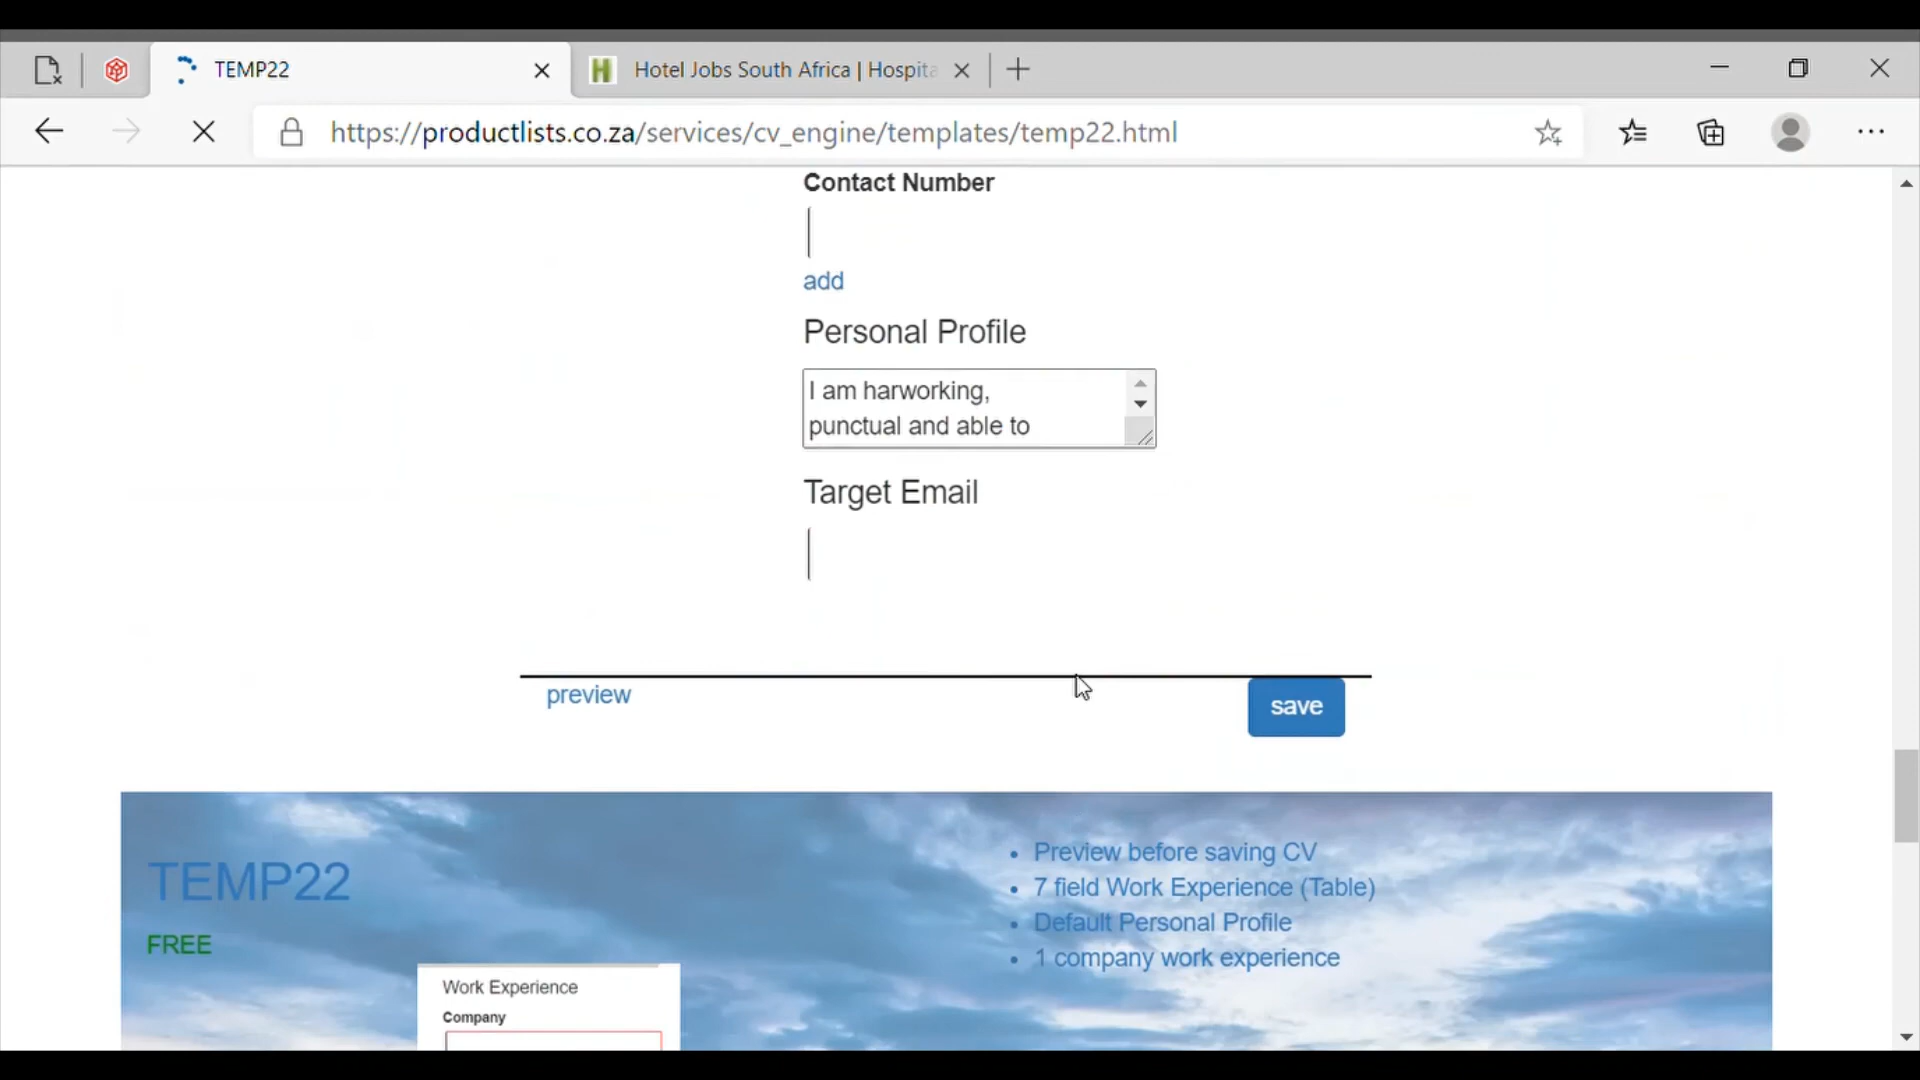 TEMP22
Hotel Jobs South Africa | Hospita
https://productlists.co.za/services/cv_engine/templates/temp22.html
Contact Number
add
Personal Profile
I am harworking,
punctual and able to
Target Email
preview
save
TEMP22
FREE
Preview before saving CV
7 field Work Experience (Table)
Default Personal Profile
1 company work experience
Work Experience
Company